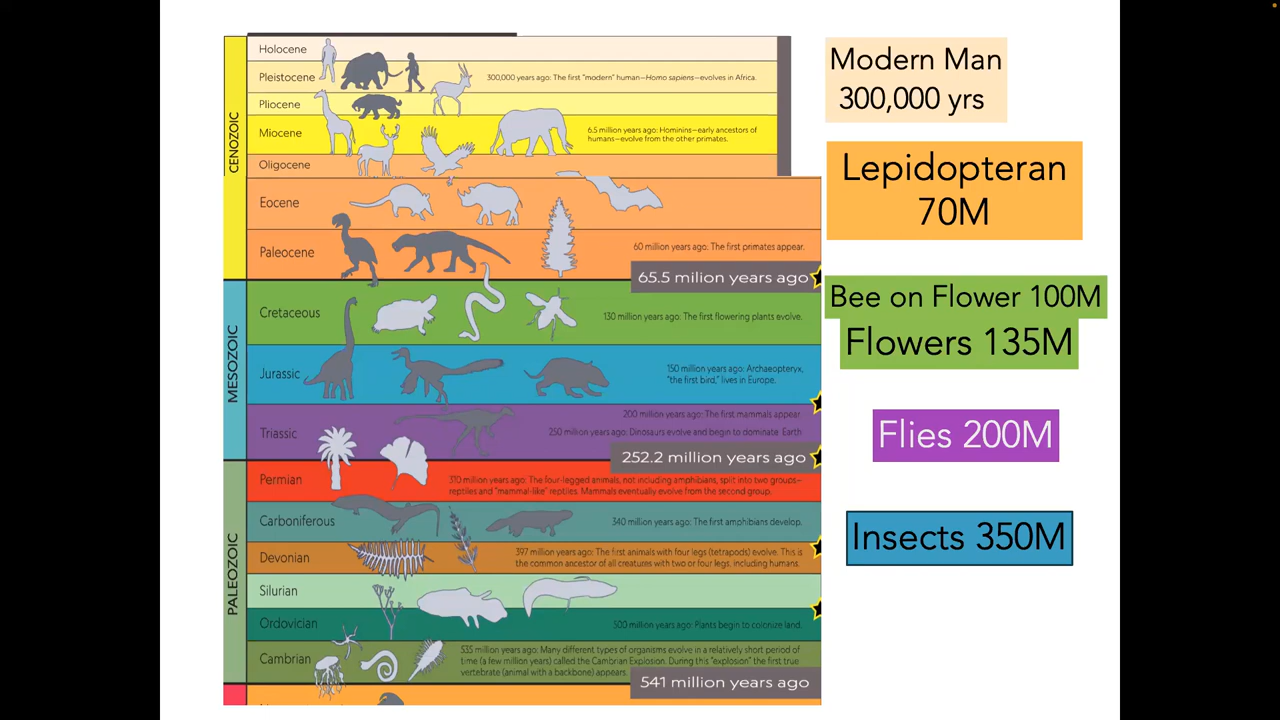 CENOZOIC
Holocene
Pleistocene
300,000 years ago: The first "modern" human—Homo sapiens—evolves in Africa.
Pliocene
Miocene
6.5 million years ago: Hominins—early ancestors of
humans—evolve from the other primates.
Oligocene
Eocene
Paleocene
60 million years ago: The first primates appear.
65.5 milion years ago
MESOZOIC
Cretaceous
130 million years ago: The first flowering plants evolve.
Jurassic
150 million years ago: Archaeopteryx,
"the first bird," lives in Europe.
Triassic
200 million years ago: The first mammals appear.
250 million years ago: Dinosaurs evolve and begin to dominate Earth
252.2 million years ago
PALEOZOIC
Permian
370 million years ago: The four-legged animals, not including amphibians, split into two groups—
reptiles and "mammal-like" reptiles. Mammals eventually evolve from the second group.
Carboniferous
340 million years ago: The first amphibians develop.
Devonian
397 million years ago: The first animals with four legs (tetrapods) evolve. This is
the common ancestor of all creatures with two or four legs, including humans.
Silurian
Ordovician
500 million years ago: Plants begin to colonize land.
Cambrian
535 million years ago: Many different types of organisms evolve in a relatively short period of
time (a few million years) called the Cambrian Explosion. During this "explosion" the first true
vertebrate (animal with a backbone) appears.
541 million years ago
Modern Man
300,000 yrs
Lepidopteran
70M
Bee on Flower 100M
Flowers 135M
Flies 200M
Insects 350M